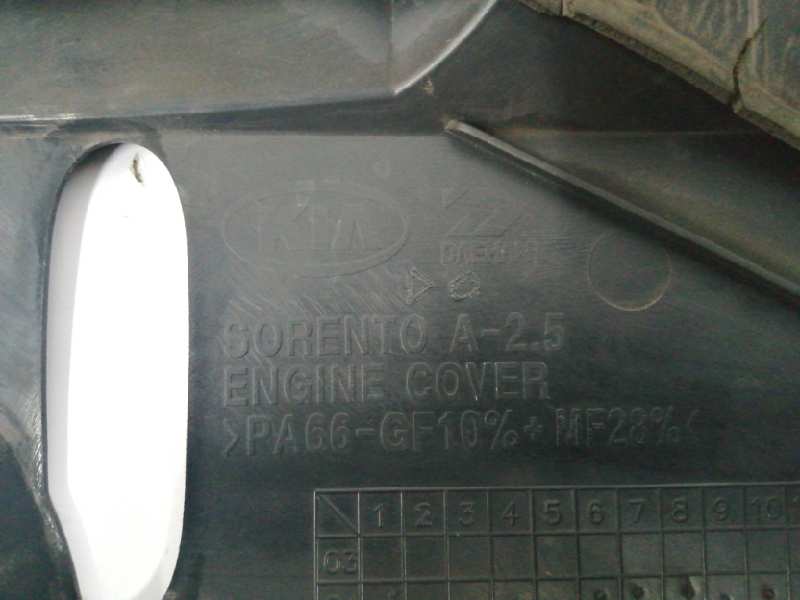 KIA
SORENTO A-2.5
ENGINE COVER
>PA66-GF10%+MF28%<
1 2 3 4 5 6 7 8 9 10
03